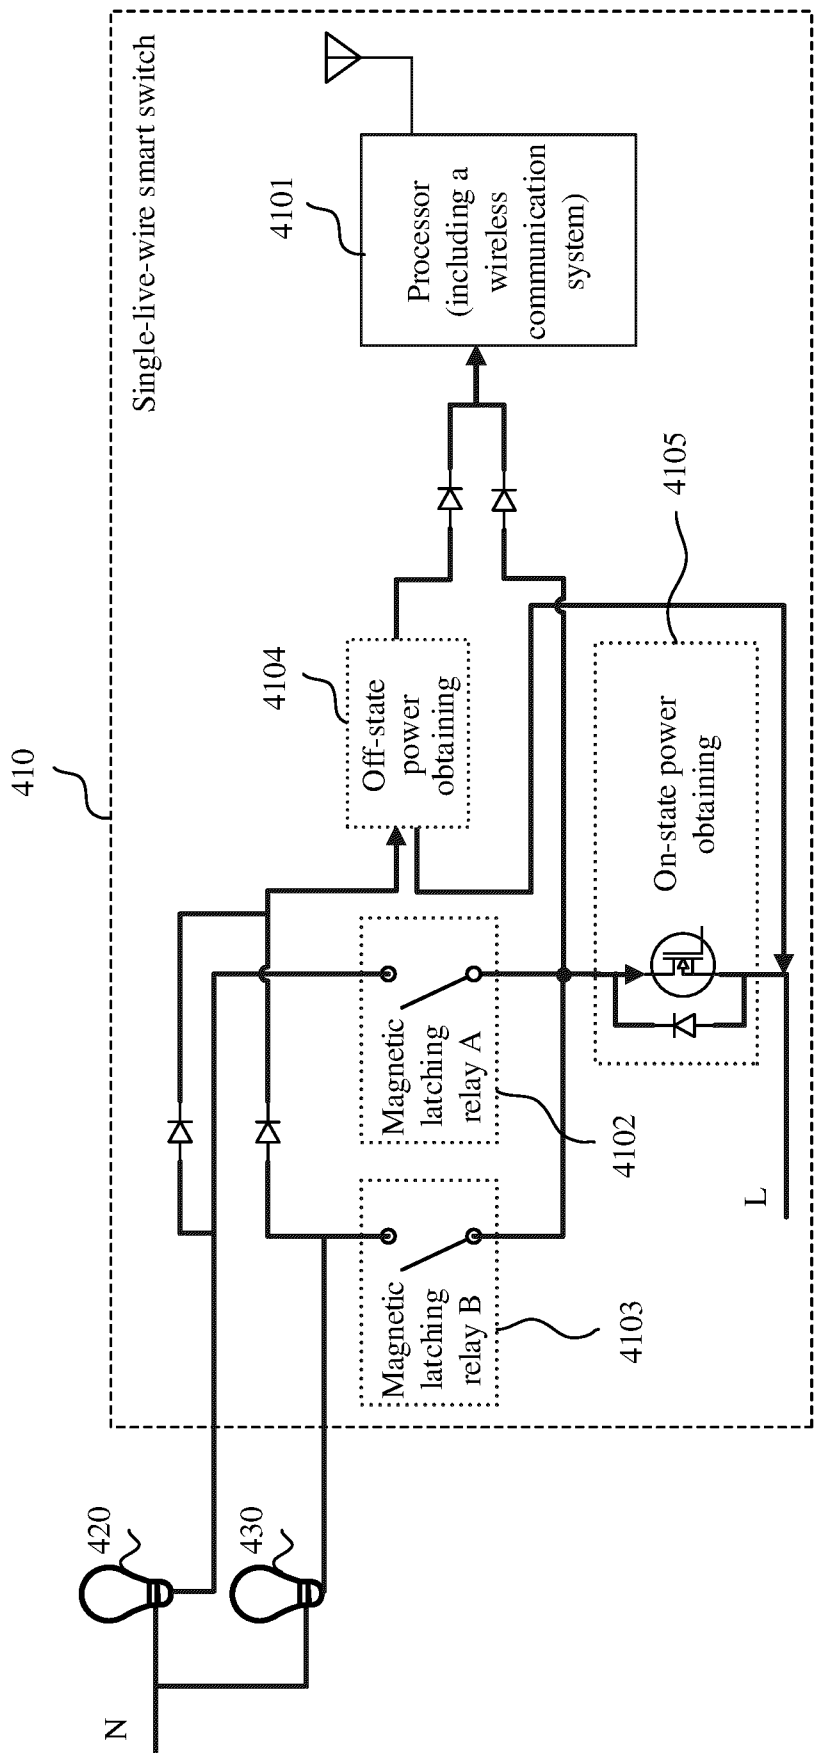 Single-live-wire smart switch
410
4101
Processor
(including a
wireless
communication
system)
4104
Off-state
power
obtaining
4105
On-state power
obtaining
Magnetic
latching
relay A
4102
Magnetic
latching
relay B
4103
420
430
N
L